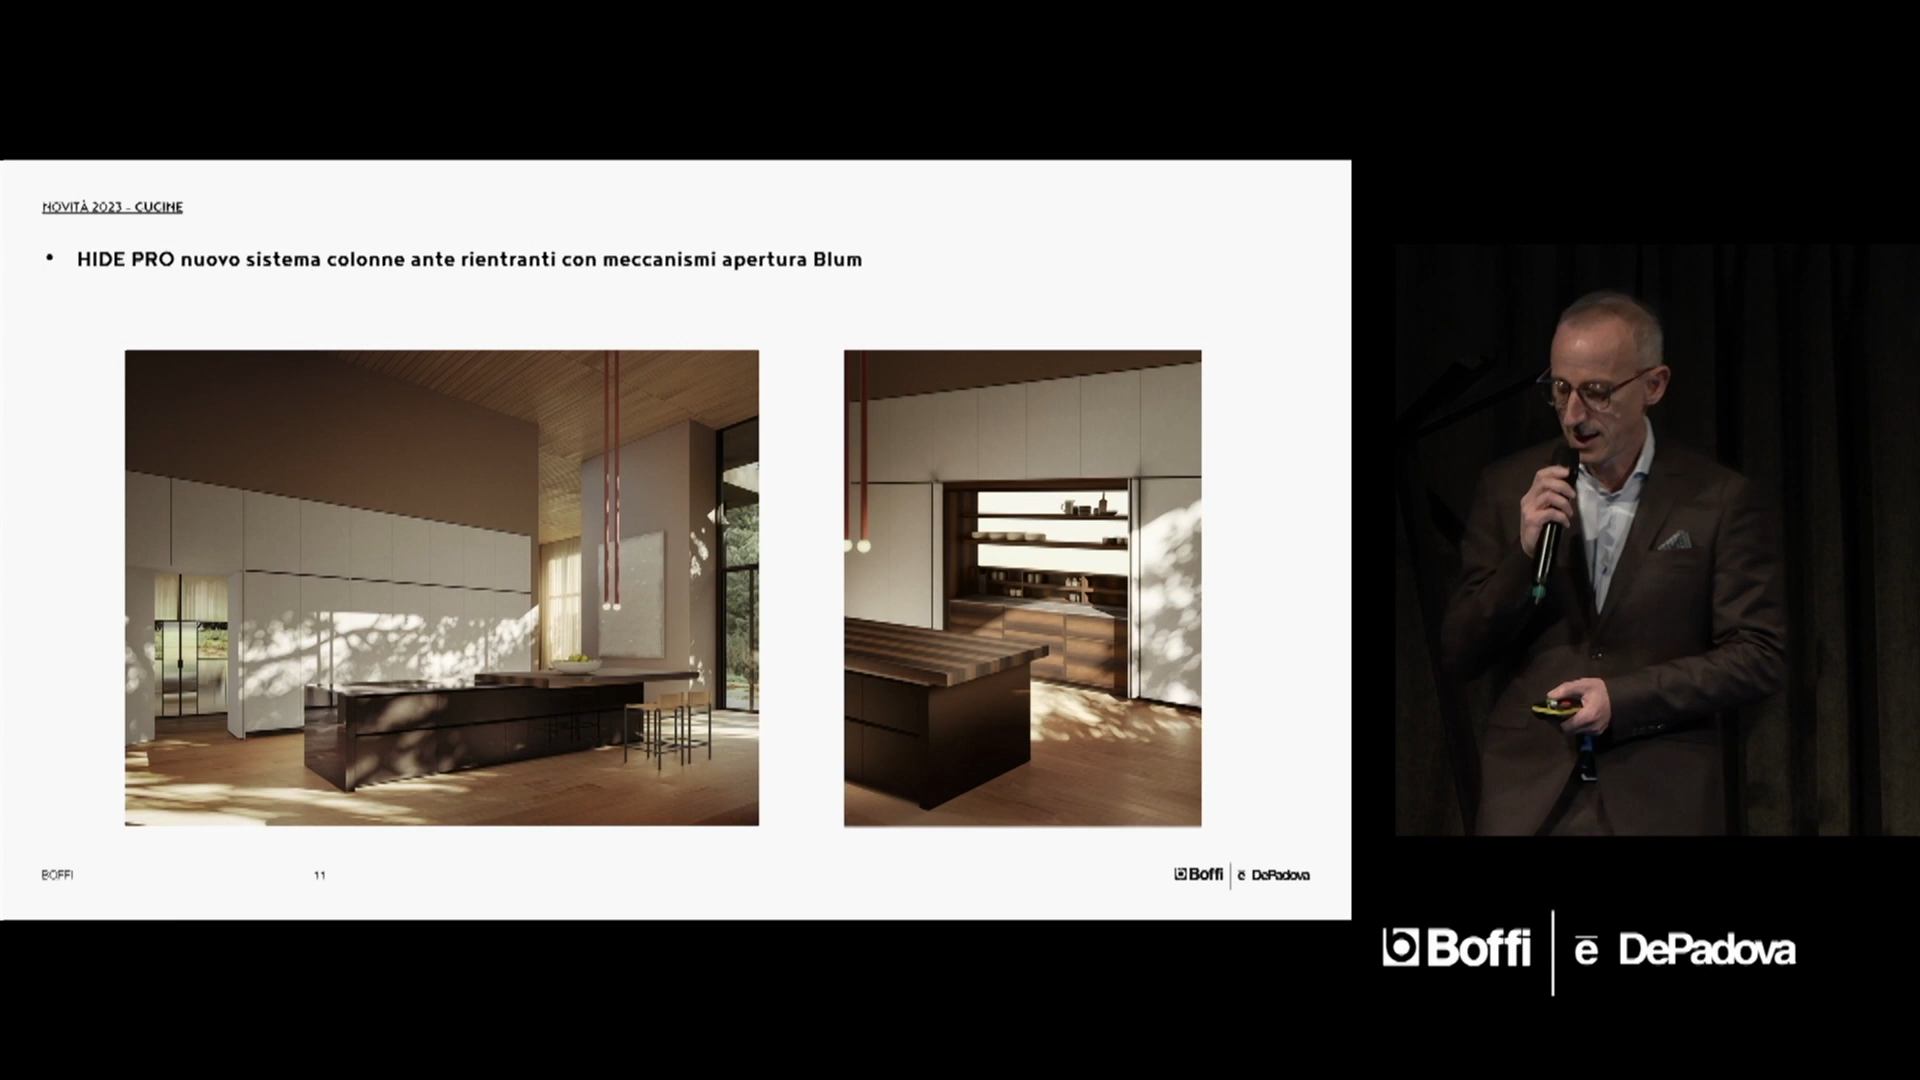 NOVITÀ 2023 - CUCINE
• HIDE PRO nuovo sistema colonne ante rientranti con meccanismi apertura Blum
BOFFI
11
Boffi
ē DePadova
Boffi
ē DePadova